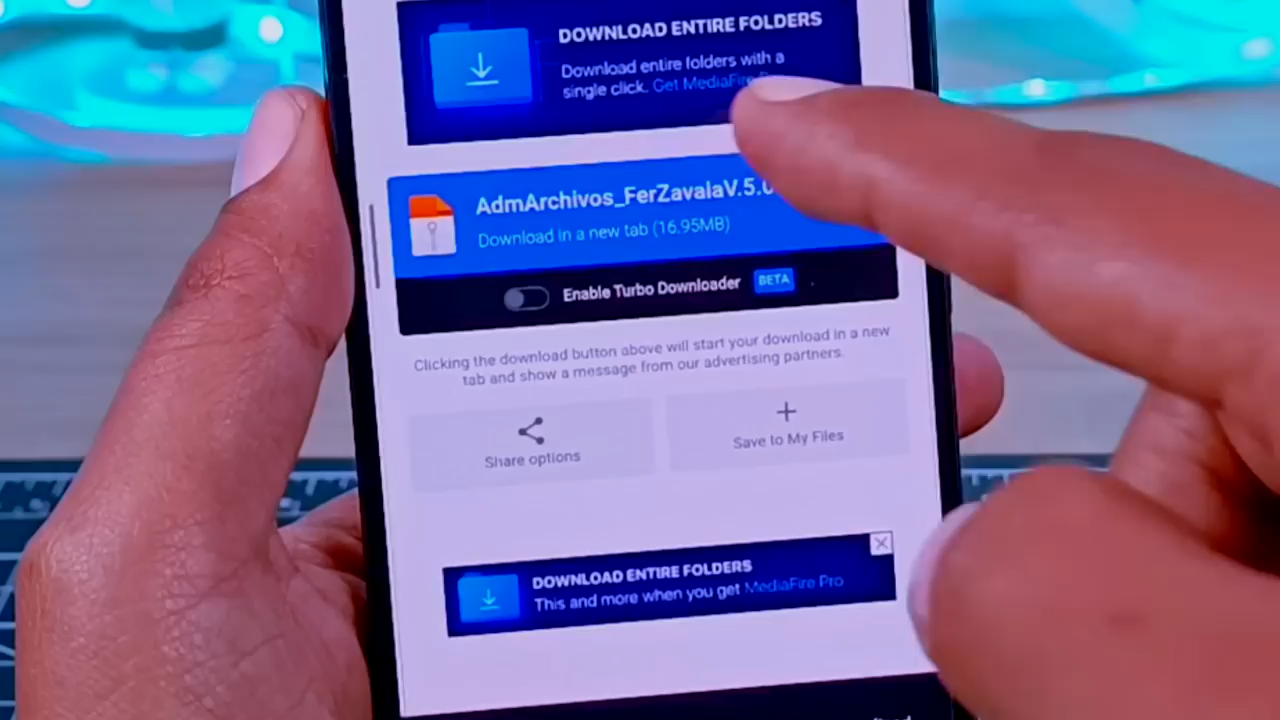 DOWNLOAD ENTIRE FOLDERS
Download entire folders with a
single click. Get MediaFire
AdmArchivos_FerZavalaV.5.0
Download in a new tab (16.95MB)
Enable Turbo Downloader BETA
Clicking the download button above will start your download in a new
tab and show a message from our advertising partners.
Share options
Save to My Files
DOWNLOAD ENTIRE FOLDERS
This and more when you get MediaFire Pro